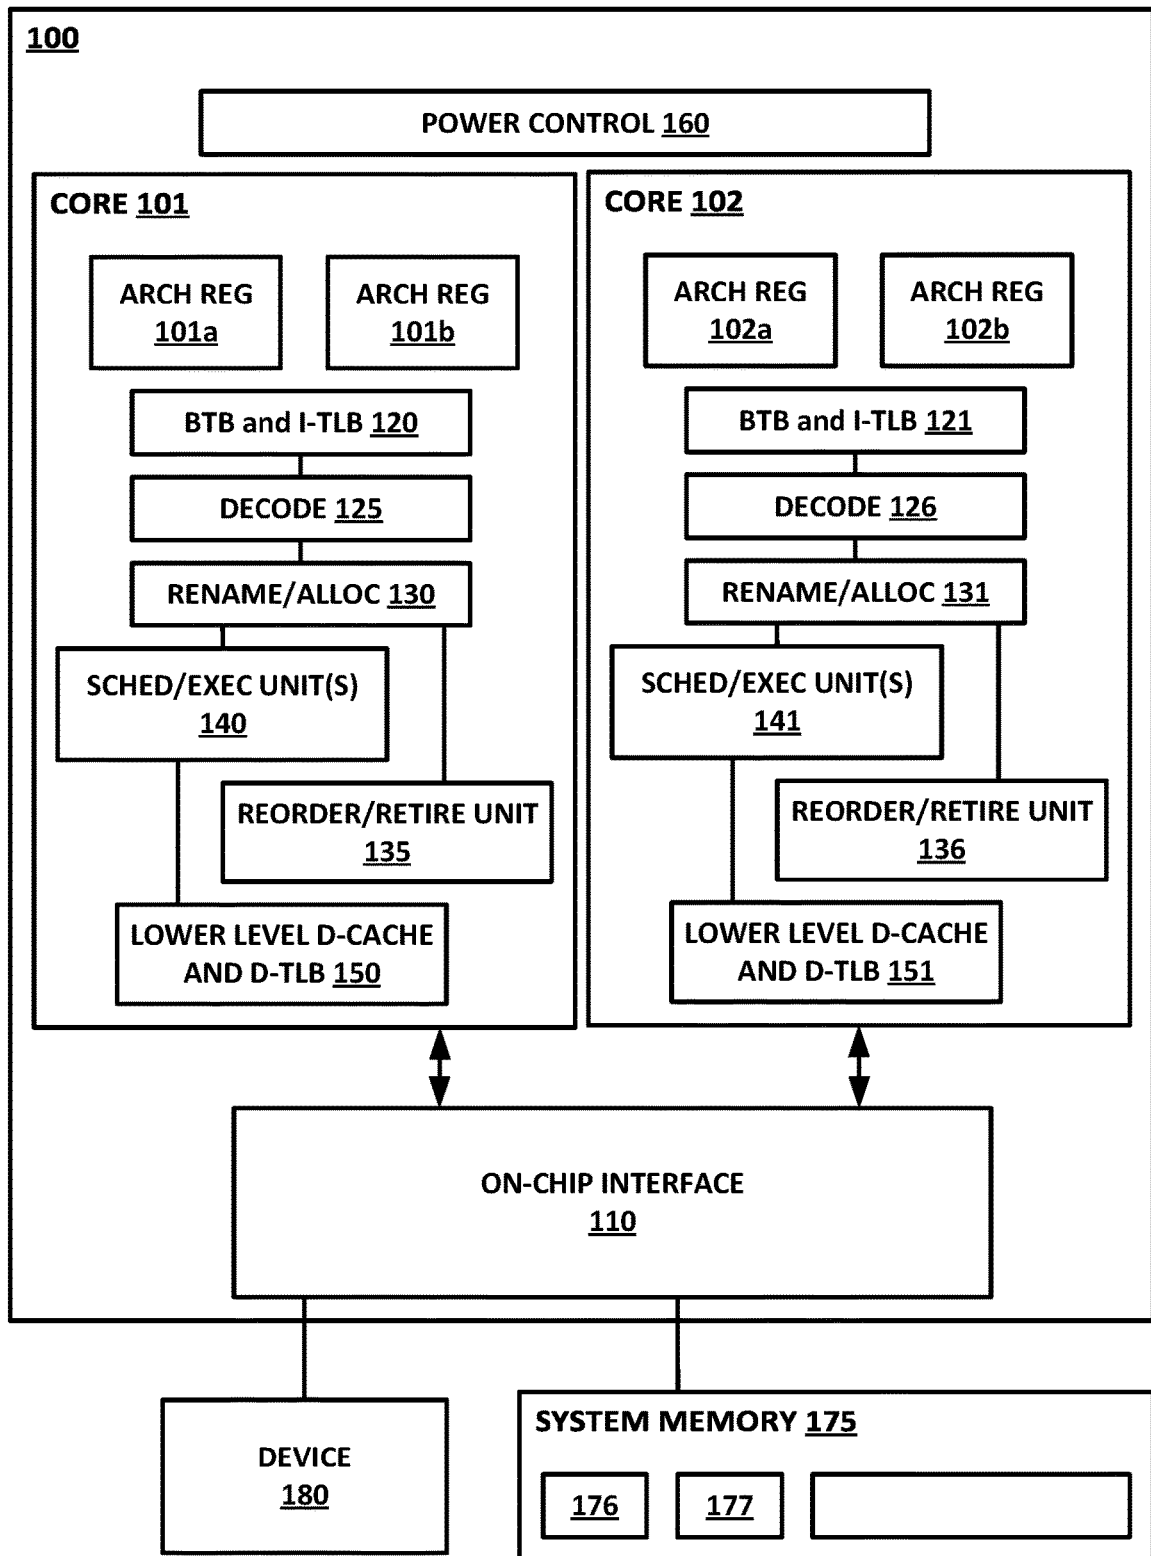 100
POWER CONTROL 160
CORE 101
ARCH REG
101a
ARCH REG
101b
BTB and I-TLB 120
DECODE 125
RENAME/ALLOC 130
SCHED/EXEC UNIT(S)
140
REORDER/RETIRE UNIT
135
LOWER LEVEL D-CACHE
AND D-TLB 150
CORE 102
ARCH REG
102a
ARCH REG
102b
BTB and I-TLB 121
DECODE 126
RENAME/ALLOC 131
SCHED/EXEC UNIT(S)
141
REORDER/RETIRE UNIT
136
LOWER LEVEL D-CACHE
AND D-TLB 151
ON-CHIP INTERFACE
110
DEVICE
180
SYSTEM MEMORY 175
176
177